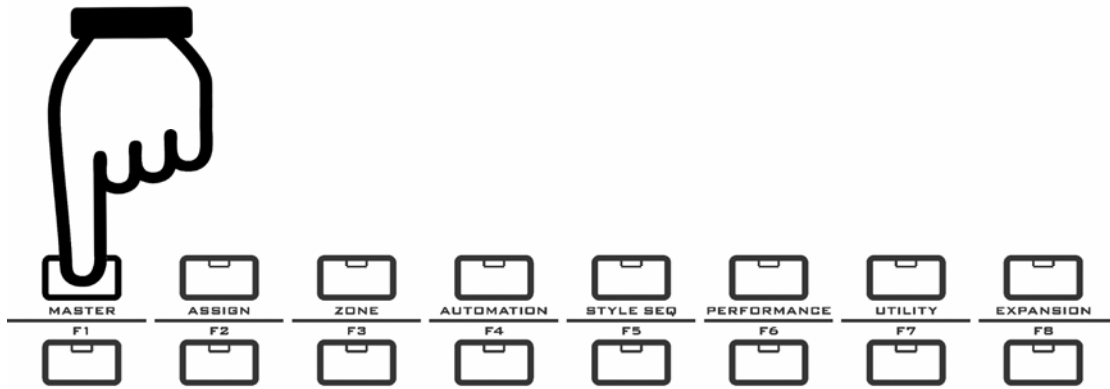 MASTER ASSIGN ZONE AUTOMATION STYLE SEQ PERFORMANCE UTILITY EXPANSION
F1 F2 F3 F4 F5 F6 F7 F8